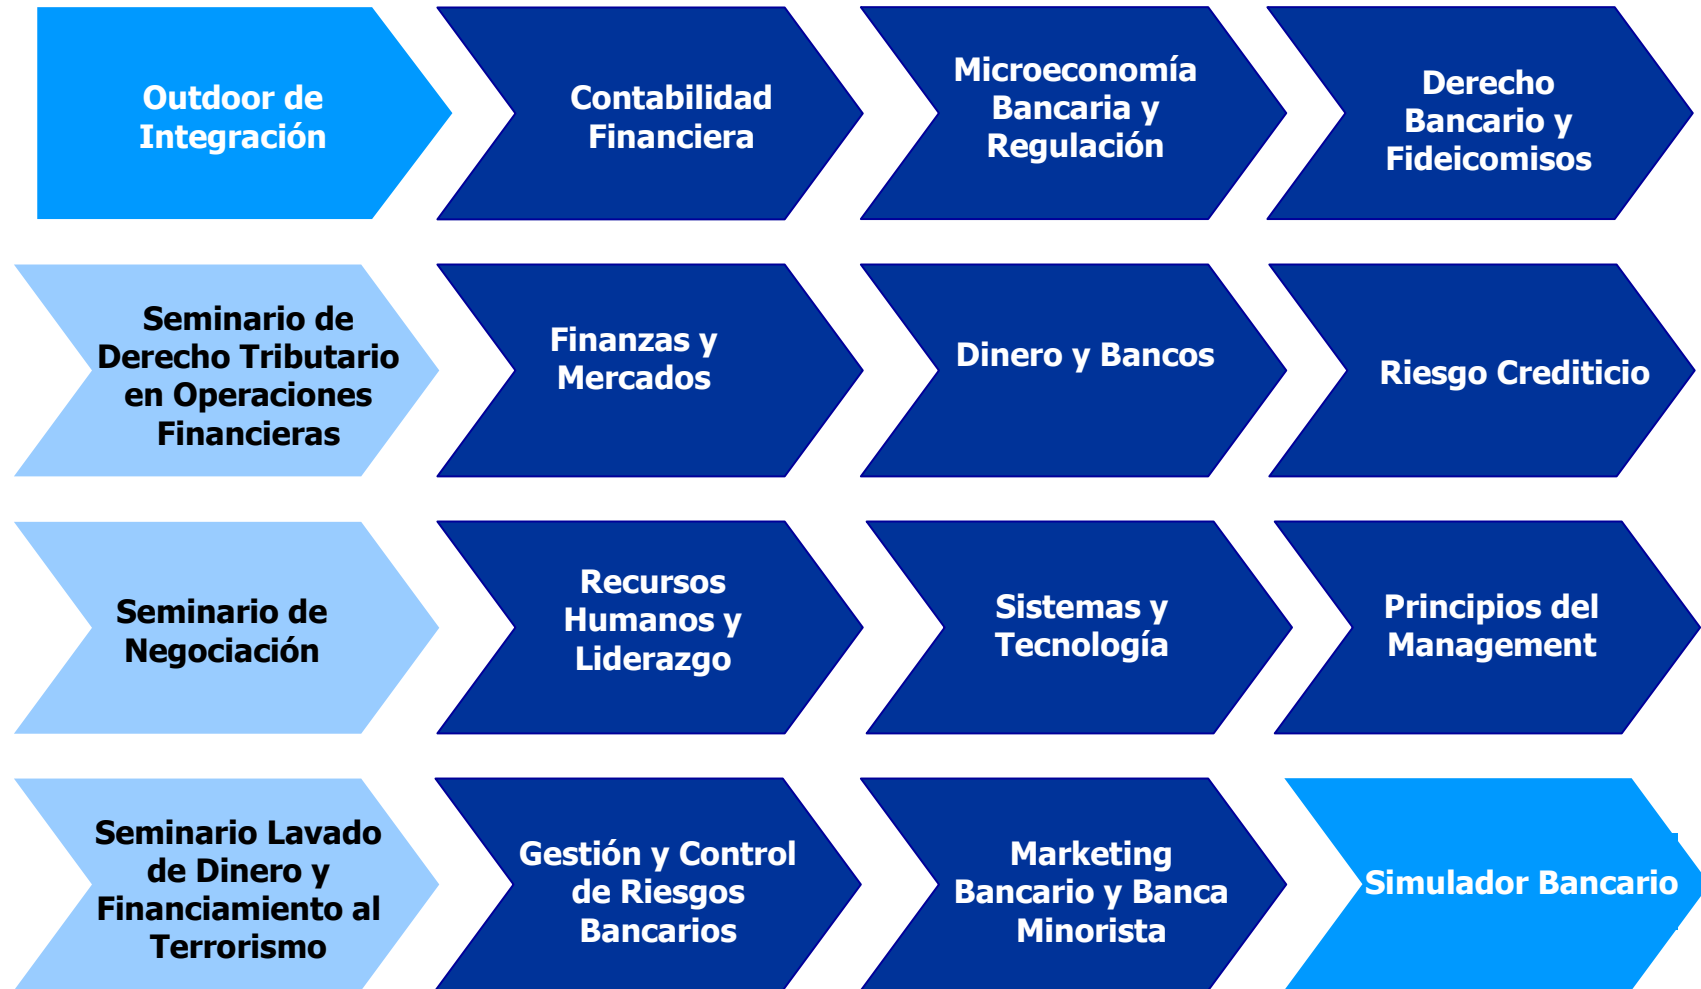 Outdoor de
Integración
Contabilidad
Financiera
Microeconomía
Bancaria y
Regulación
Derecho
Bancario y
Fideicomisos
Seminario de
Derecho Tributario
en Operaciones
Financieras
Finanzas y
Mercados
Dinero y Bancos
Riesgo Crediticio
Seminario de
Negociación
Recursos
Humanos y
Liderazgo
Sistemas y
Tecnología
Principios del
Management
Seminario Lavado
de Dinero y
Financiamiento al
Terrorismo
Gestión y Control
de Riesgos
Bancarios
Marketing
Bancario y Banca
Minorista
Simulador Bancario